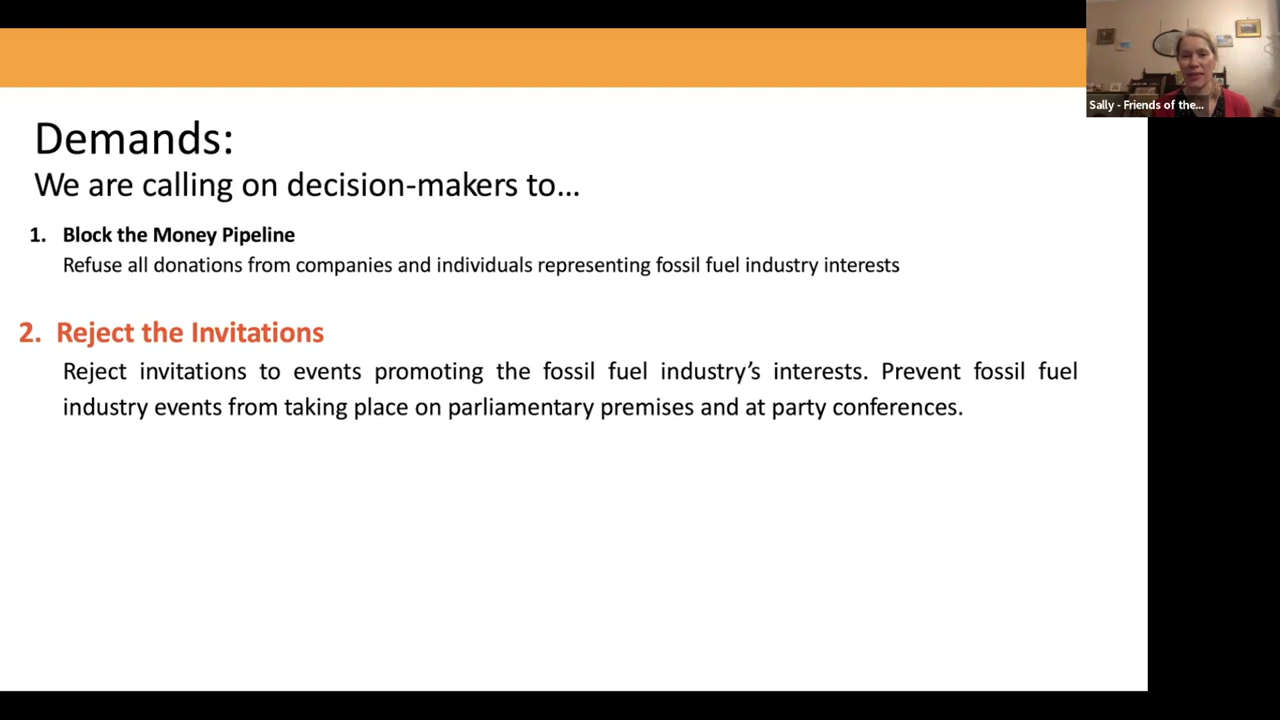 Sally - Friends of the...
Demands:
We are calling on decision-makers to...
1. Block the Money Pipeline
Refuse all donations from companies and individuals representing fossil fuel industry interests
2. Reject the Invitations
Reject invitations to events promoting the fossil fuel industry’s interests. Prevent fossil fuel
industry events from taking place on parliamentary premises and at party conferences.